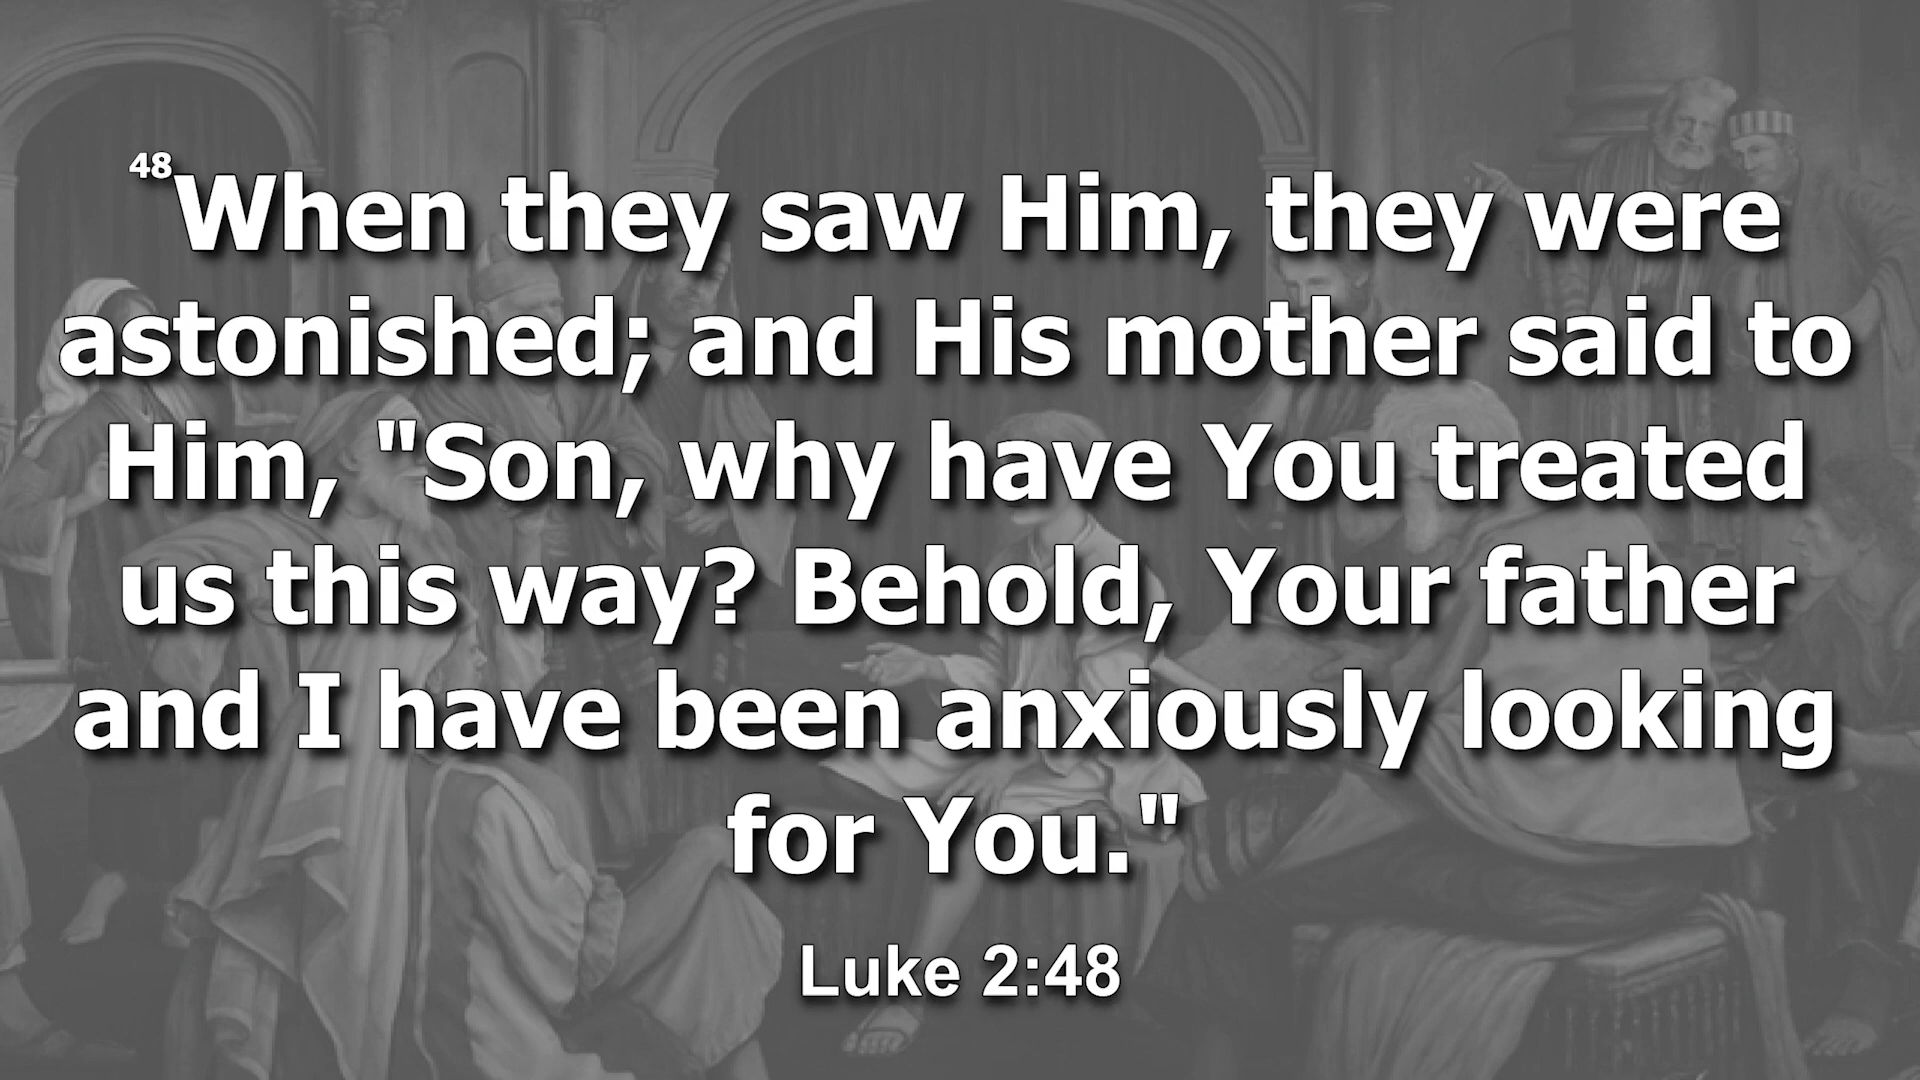 48When they saw Him, they were
astonished; and His mother said to
Him, "Son, why have You treated
us this way? Behold, Your father
and I have been anxiously looking
for You."
Luke 2:48